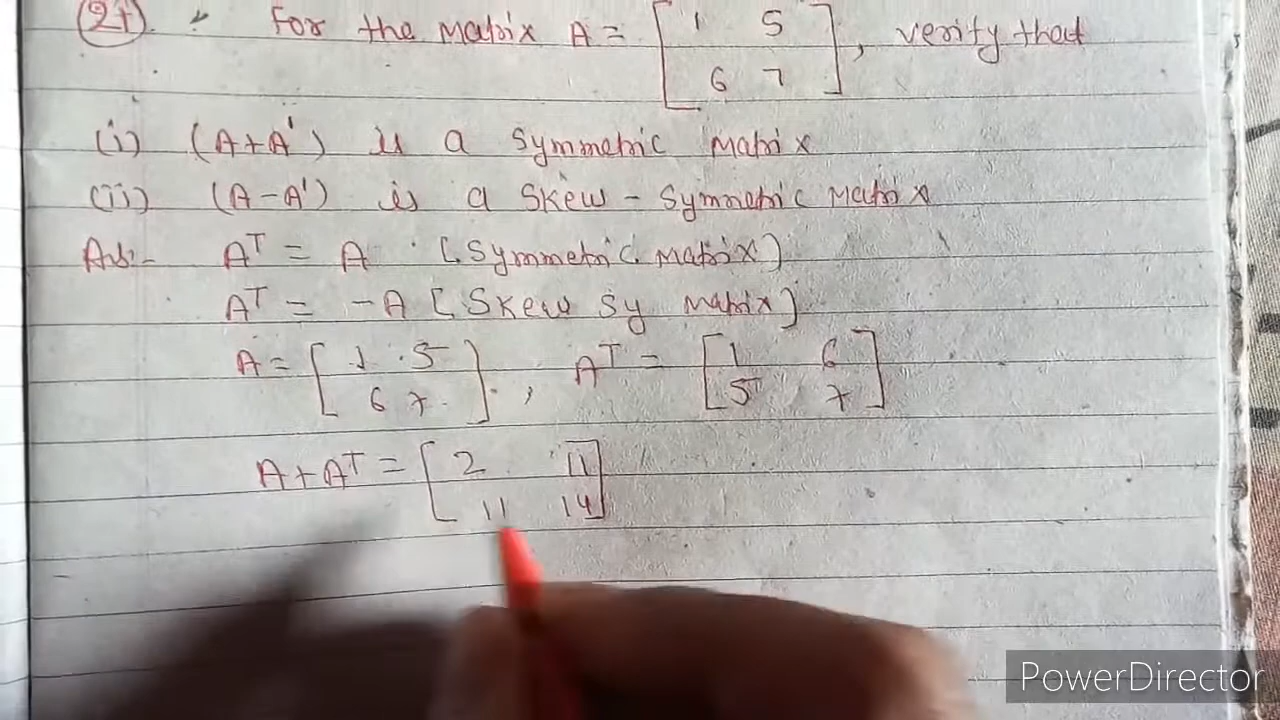 (21). For the Matrix A = [ 1 5
6 7 ], verify that
(i) (A+A') is a Symmetric Matrix
(ii) (A-A') is a Skew - Symmetric Matrix
Ans:- A^T = A [Symmetric Matrix]
A^T = -A [Skew Sy Matrix]
A = [ 1 5
6 7 ], A^T = [ 1 6
5 7 ]
A+A^T = [ 2 11
11 14 ]
PowerDirector